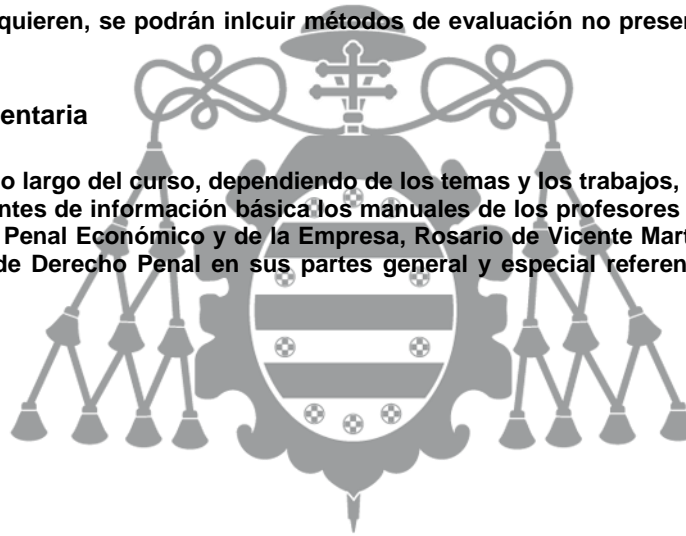 quieren, se podrán inlcuir métodos de evaluación no presen
entaria
o largo del curso, dependiendo de los temas y los trabajos,
ntes de información básica los manuales de los profesores
Penal Económico y de la Empresa, Rosario de Vicente Mart
de Derecho Penal en sus partes general y especial referen